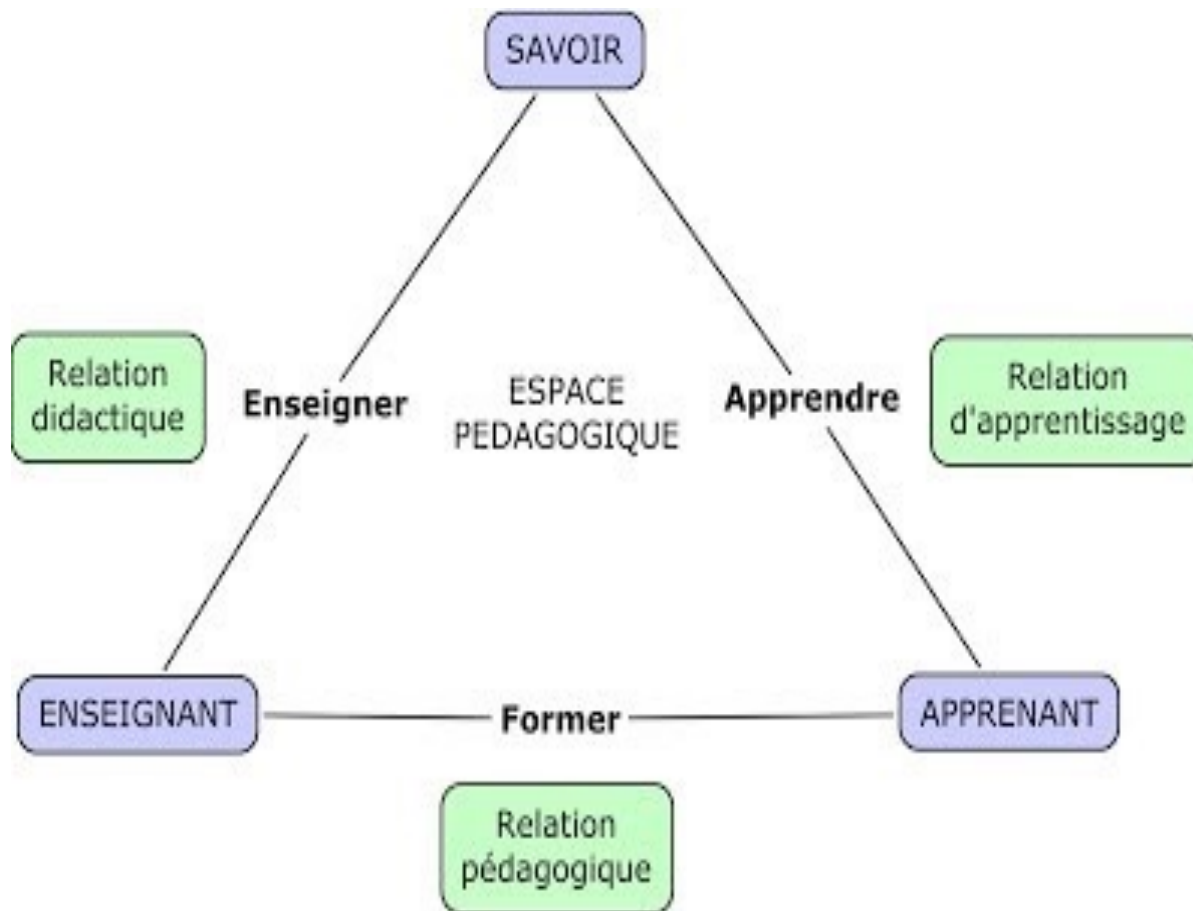 SAVOIR
Relation
didactique
Enseigner
ESPACE
PEDAGOGIQUE
Apprendre
Relation
d'apprentissage
ENSEIGNANT
Former
APPRENANT
Relation
pédagogique